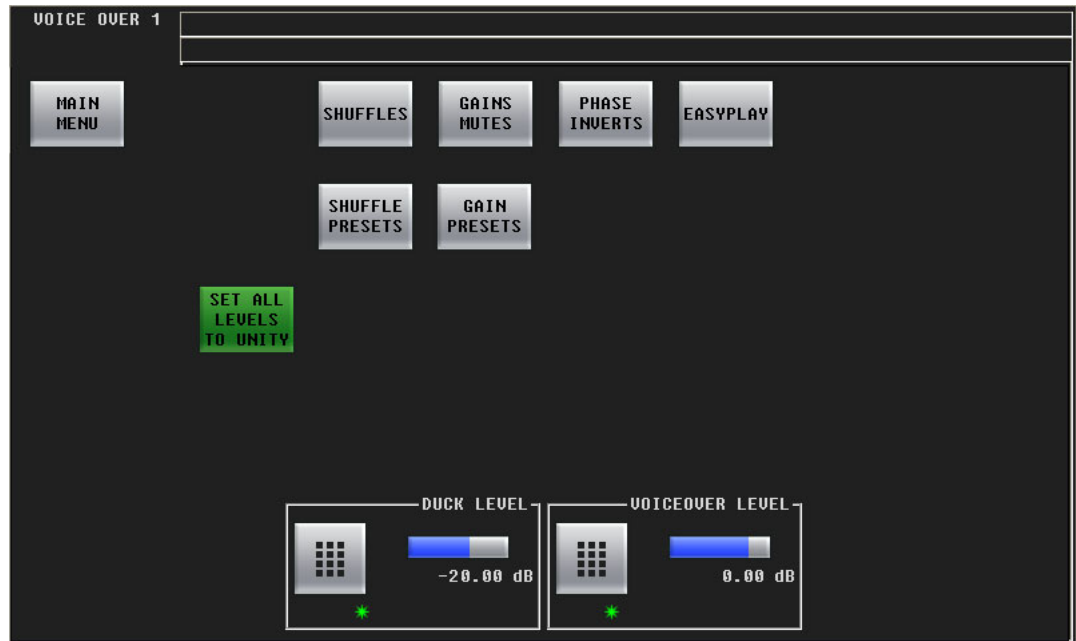 VOICE OVER 1
MAIN
MENU
SHUFFLES
GAINS
MUTES
PHASE
INVERTS
EASYPLAY
SHUFFLE
PRESETS
GAIN
PRESETS
SET ALL
LEVELS
TO UNITY
DUCK LEVEL
-20.00 dB
VOICEOVER LEVEL
0.00 dB